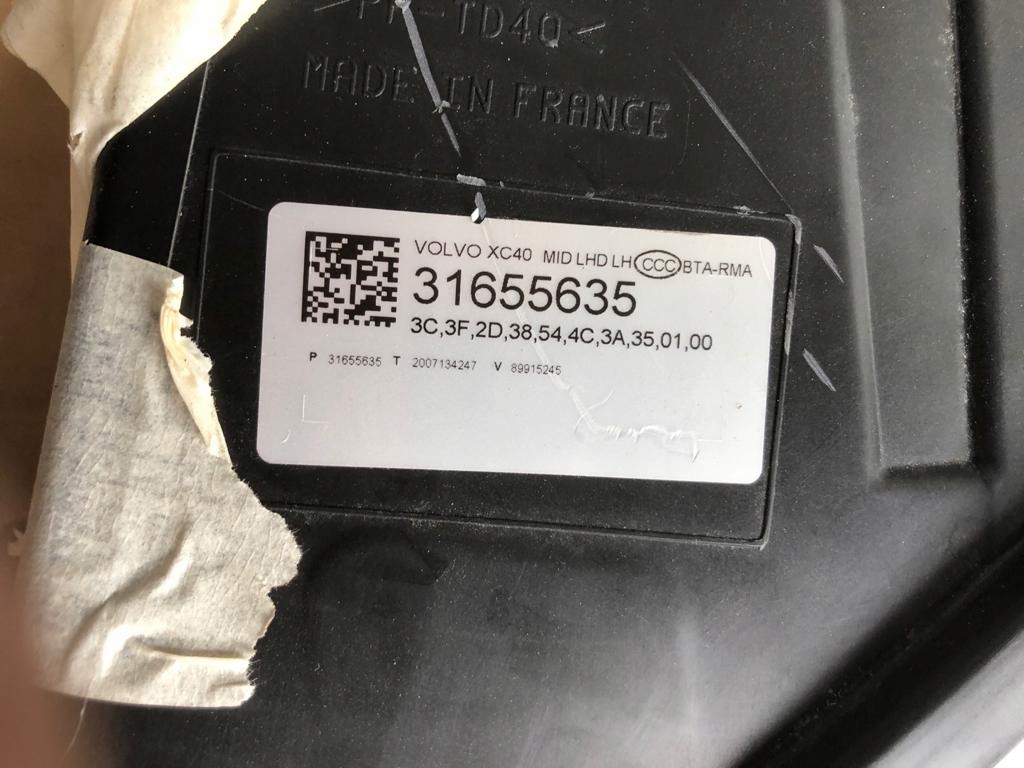 >PP-TD40<
MADE IN FRANCE
VOLVO XC40 MID LHD LH CCC BTA-RMA
31655635
3C,3F,2D,38,54,4C,3A,35,01,00
P 31655635 T 2007134247 V 89915245